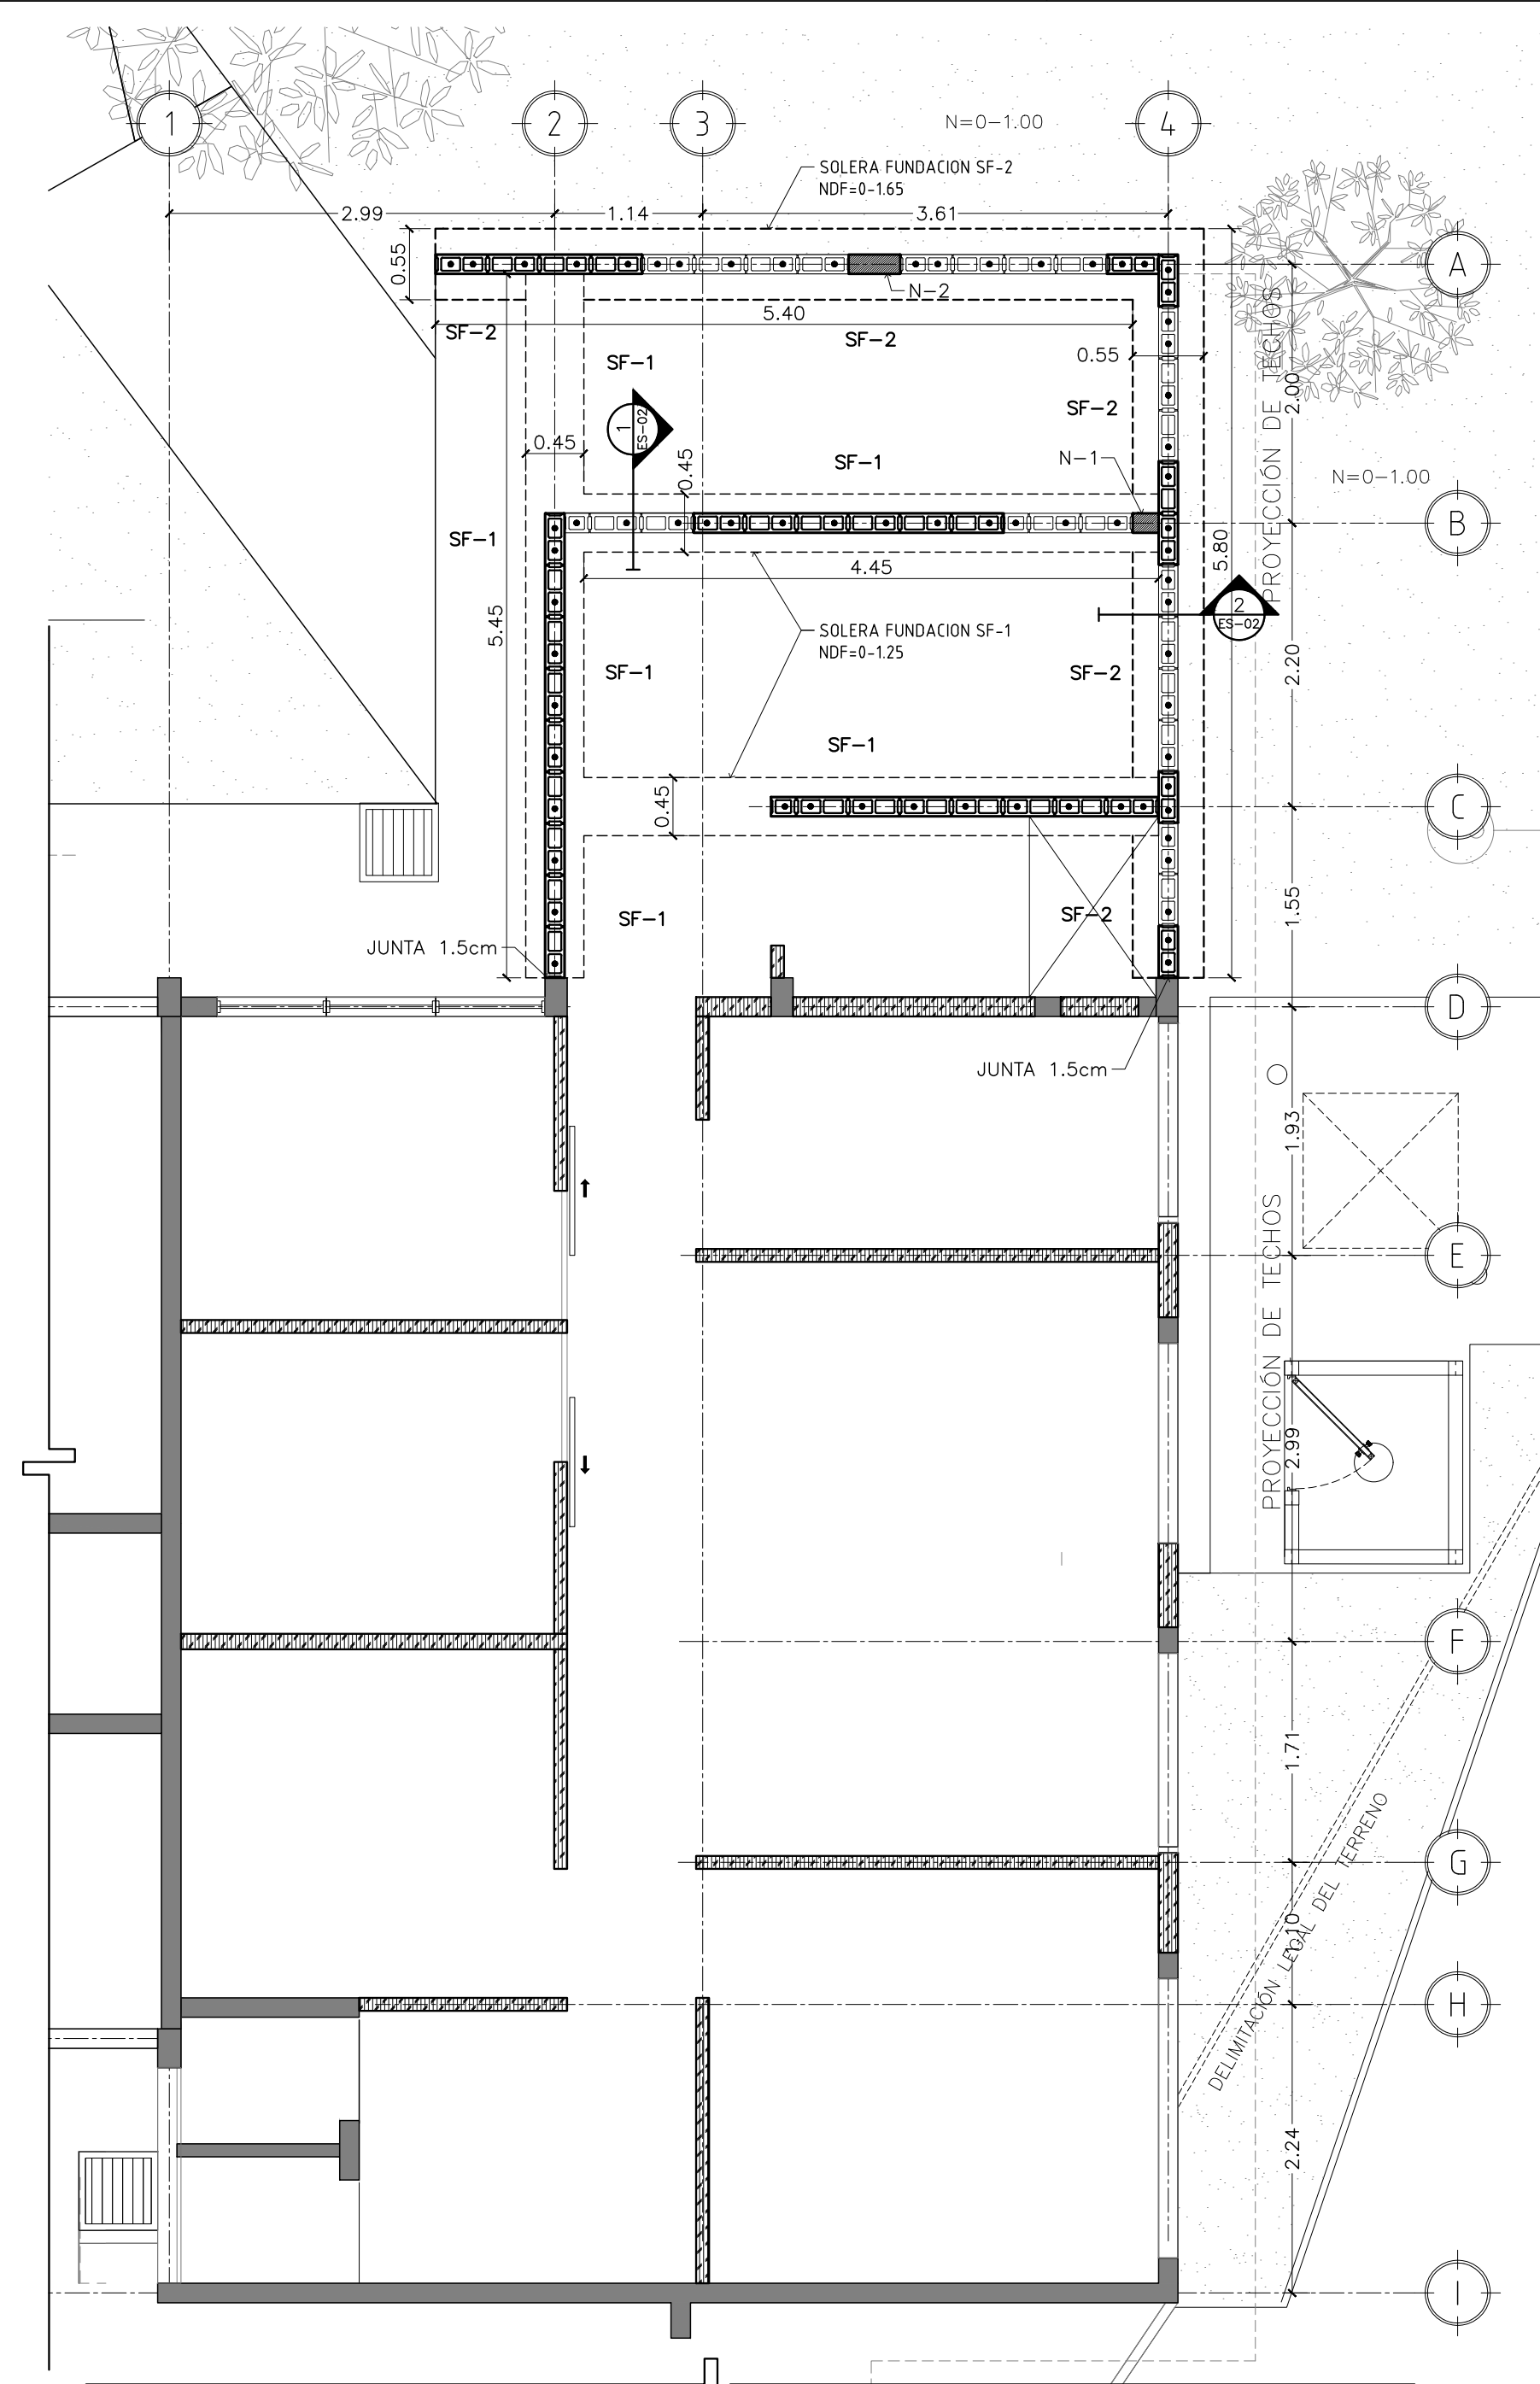 1
2
3
4
N=0-1.00
SOLERA FUNDACION SF-2
NDF=0-1.65
2.99
1.14
3.61
0.55
A
N-2
5.40
SF-2
SF-2
SF-1
0.55
2.00
SF-2
PROYECCIÓN DE TECHOS
1
ES-02
0.45
0.45
SF-1
N-1
N=0-1.00
B
SF-1
5.80
4.45
2
ES-02
5.45
SOLERA FUNDACION SF-1
NDF=0-1.25
SF-1
SF-2
2.20
SF-1
0.45
C
SF-1
SF-2
1.55
JUNTA 1.5cm
D
JUNTA 1.5cm
1.93
PROYECCIÓN DE TECHOS
E
2.99
F
1.71
G
DELIMITACIÓN LEGAL DEL TERRENO
1.10
H
2.24
I